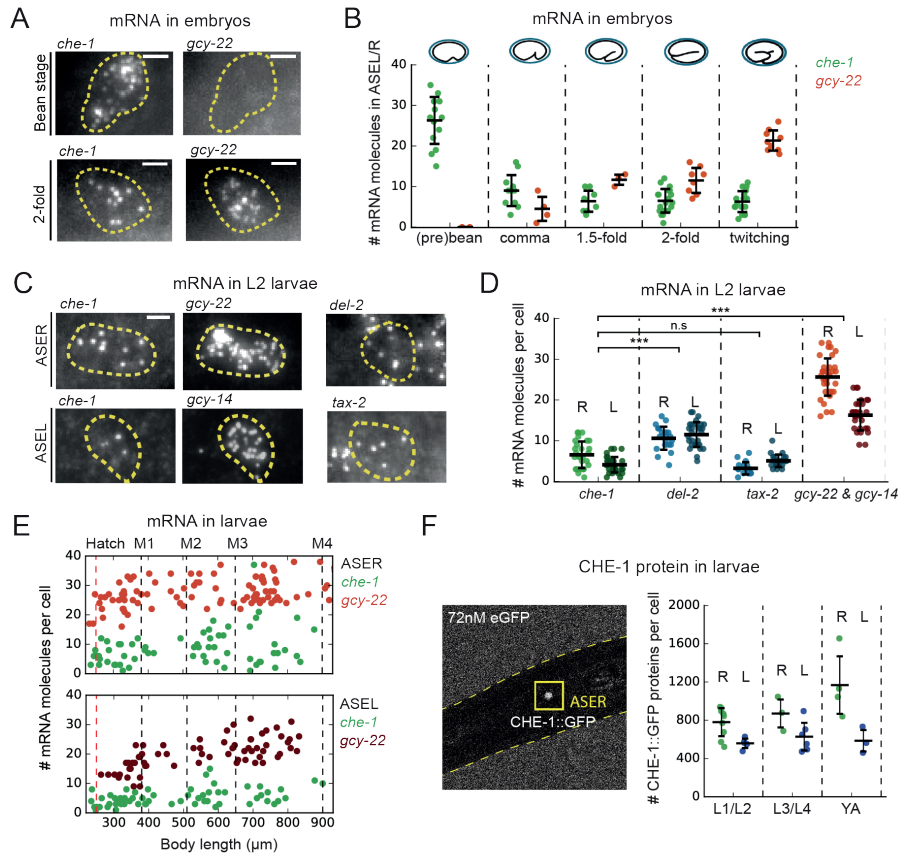 A
mRNA in embryos
che-1
gcy-22
Bean stage
che-1
gcy-22
2-fold
B
mRNA in embryos
# mRNA molecules in ASEL/R
40
30
20
10
0
che-1
gcy-22
(pre)bean
comma
1.5-fold
2-fold
twitching
C
mRNA in L2 larvae
che-1
gcy-22
del-2
ASER
che-1
gcy-14
tax-2
ASEL
D
mRNA in L2 larvae
# mRNA molecules per cell
40
30
20
10
0
***
n.s
***
R L
R L
R L
R L
che-1
del-2
tax-2
gcy-22 & gcy-14
E
mRNA in larvae
Hatch M1 M2 M3 M4
# mRNA molecules per cell
40
30
20
10
0
ASER
che-1
gcy-22
40
30
20
10
0
ASEL
che-1
gcy-22
300 400 500 600 700 800 900
Body length (μm)
F
CHE-1 protein in larvae
72nM eGFP
ASER
CHE-1::GFP
# CHE-1::GFP proteins per cell
2000
1600
1200
800
400
0
R L
R L
R L
L1/L2
L3/L4
YA